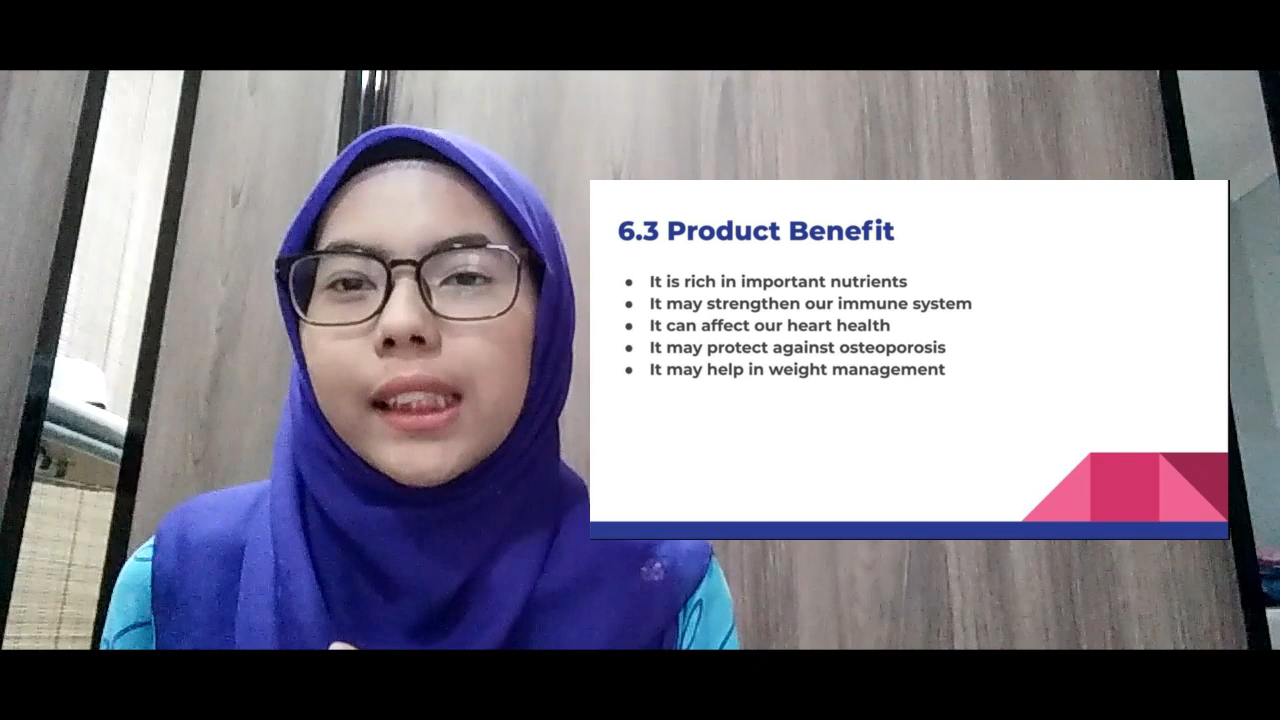 6.3 Product Benefit
● It is rich in important nutrients
● It may strengthen our immune system
● It can affect our heart health
● It may protect against osteoporosis
● It may help in weight management